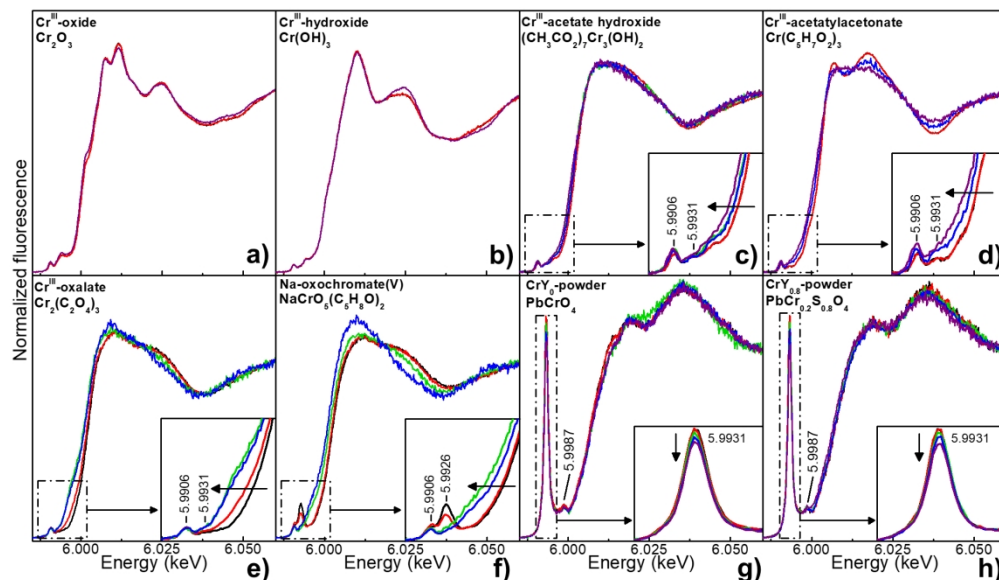 Normalized fluorescence
Cr^III-oxide
Cr₂O₃
a)
Cr^III-hydroxide
Cr(OH)₃
b)
Cr^III-acetate hydroxide
(CH₃CO₂)₇Cr₃(OH)₂
5.9906
5.9931
c)
Cr^III-acetatylacetonate
Cr(C₅H₇O₂)₃
5.9906
5.9931
d)
Cr^III-oxalate
Cr₂(C₂O₄)₃
5.9906
5.9931
6.000 6.025 6.050
Energy (keV)
e)
Na-oxochromate(V)
NaCrO₅(C₅H₈O)₂
5.9906
5.9926
6.000 6.025 6.050
Energy (keV)
f)
CrY₀-powder
PbCrO₄
5.9987
5.9931
6.000 6.025 6.050
Energy (keV)
g)
CrY₀.₈-powder
PbCr₀.₂S₀.₈O₄
5.9987
5.9931
6.000 6.025 6.050
Energy (keV)
h)